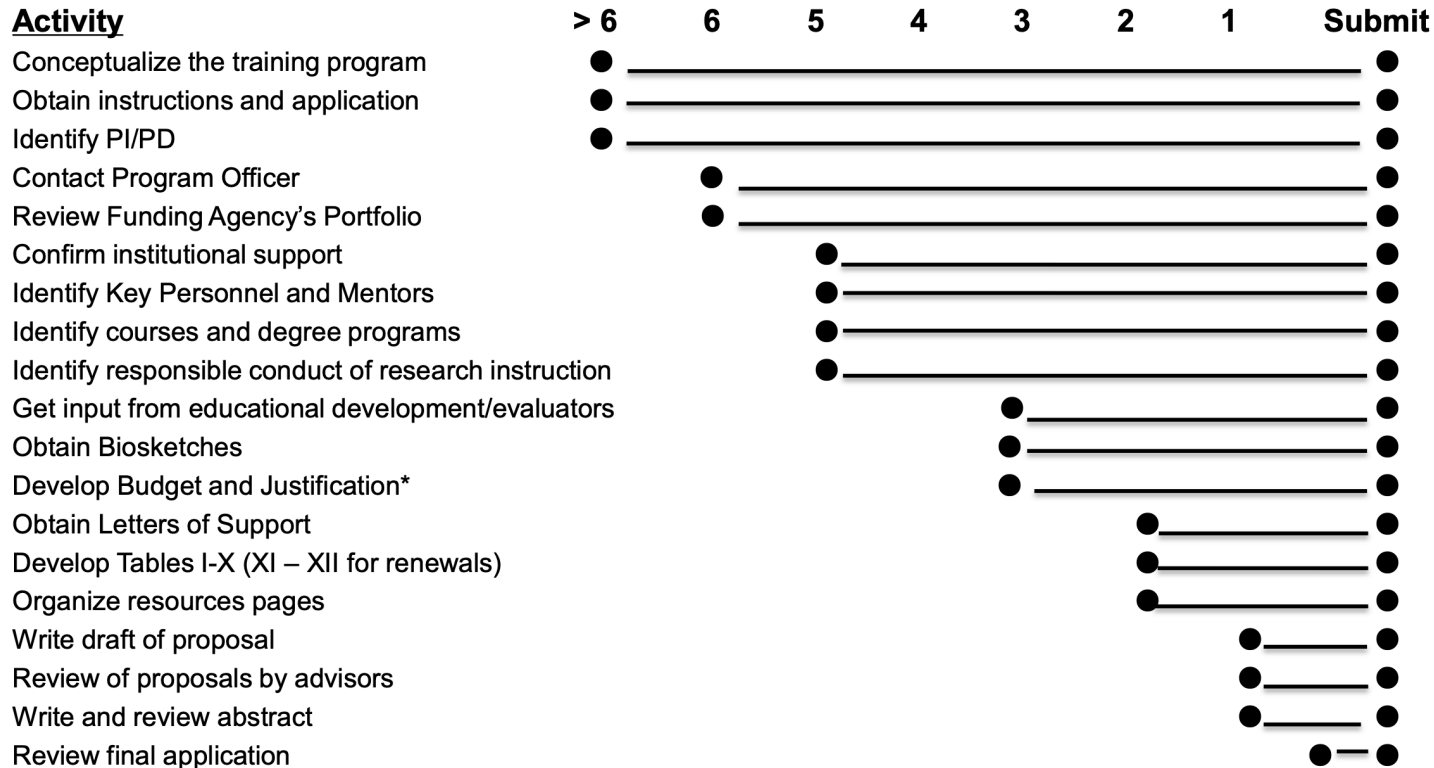 Activity > 6 6 5 4 3 2 1 Submit
Conceptualize the training program
Obtain instructions and application
Identify PI/PD
Contact Program Officer
Review Funding Agency’s Portfolio
Confirm institutional support
Identify Key Personnel and Mentors
Identify courses and degree programs
Identify responsible conduct of research instruction
Get input from educational development/evaluators
Obtain Biosketches
Develop Budget and Justification*
Obtain Letters of Support
Develop Tables I-X (XI – XII for renewals)
Organize resources pages
Write draft of proposal
Review of proposals by advisors
Write and review abstract
Review final application